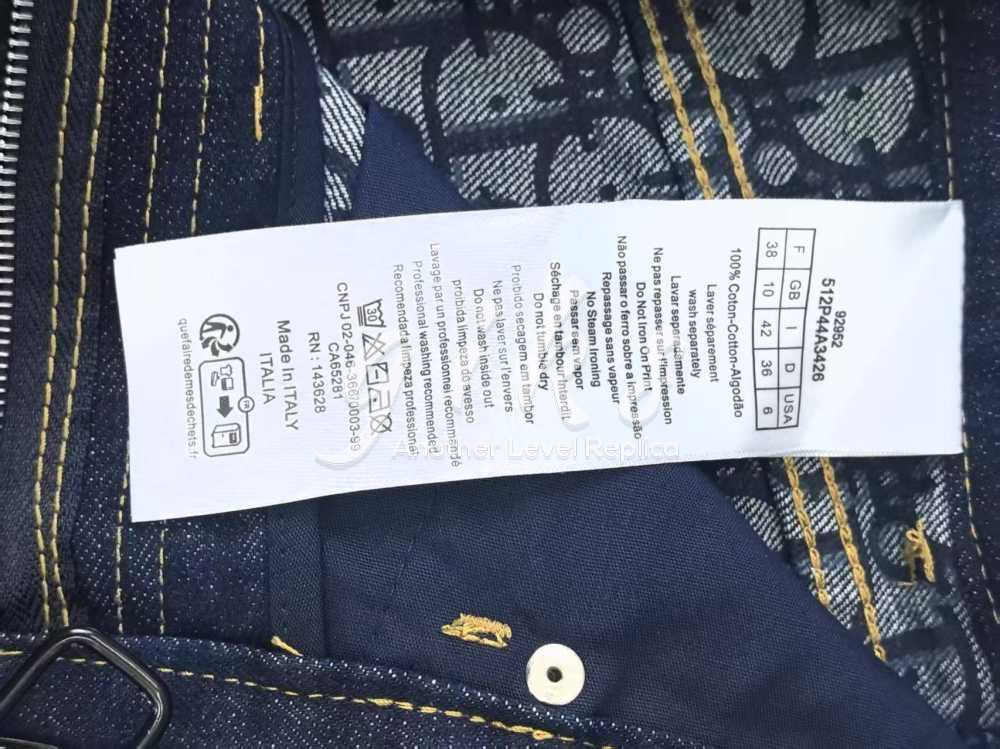 92952
512P44A3426
F GB I D USA
38 10 42 36 6
100% Coton-Cotton-Algodão
Laver séparement
wash separately
Lavar seperadamente
Ne pas repasser sur l'impression
Do Not Iron On Print
Não passar ferro sobre a impressão
Repassage sans vapeur
No Steam Ironing
Passar sem vapor
Séchage en tambour Interdit
Do not tumble dry
Proibido secagem em tambor
Ne pas laver sur l'envers
Do not wash inside out
proibida limpeza do avesso
Lavage par un professionnel recommandé
Professional washing recommended
Recomendada limpeza professional
30
CNPJ 02-046-366/0003-99
CA65281
RN : 143628
Made In ITALY
ITALIA
FR
quefairedemesdechets.fr
Another Level Replica